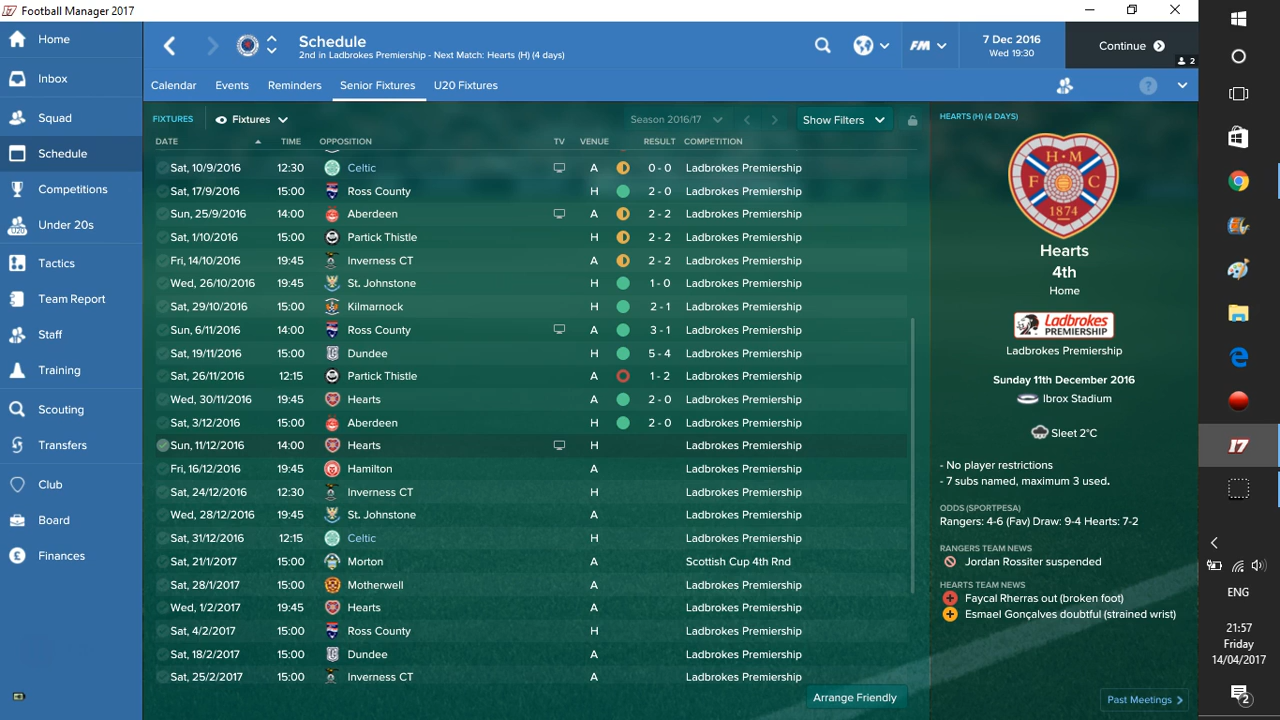 Football Manager 2017
Home
Inbox
Squad
Schedule
Competitions
Under 20s
Tactics
Team Report
Staff
Training
Scouting
Transfers
Club
Board
Finances
Schedule
2nd in Ladbrokes Premiership - Next Match: Hearts (H) (4 days)
FM
7 Dec 2016
Wed 19:30
Continue
2
Calendar Events Reminders Senior Fixtures U20 Fixtures
?
FIXTURES Fixtures Season 2016/17 Show Filters
DATE TIME OPPOSITION TV VENUE RESULT COMPETITION
Sat, 10/9/2016 12:30 Celtic A 0 - 0 Ladbrokes Premiership
Sat, 17/9/2016 15:00 Ross County H 2 - 0 Ladbrokes Premiership
Sun, 25/9/2016 14:00 Aberdeen A 2 - 2 Ladbrokes Premiership
Sat, 1/10/2016 15:00 Partick Thistle H 2 - 2 Ladbrokes Premiership
Fri, 14/10/2016 19:45 Inverness CT A 2 - 2 Ladbrokes Premiership
Wed, 26/10/2016 19:45 St. Johnstone H 1 - 0 Ladbrokes Premiership
Sat, 29/10/2016 15:00 Kilmarnock H 2 - 1 Ladbrokes Premiership
Sun, 6/11/2016 14:00 Ross County A 3 - 1 Ladbrokes Premiership
Sat, 19/11/2016 15:00 Dundee H 5 - 4 Ladbrokes Premiership
Sat, 26/11/2016 12:15 Partick Thistle A 1 - 2 Ladbrokes Premiership
Wed, 30/11/2016 19:45 Hearts A 2 - 0 Ladbrokes Premiership
Sat, 3/12/2016 15:00 Aberdeen H 2 - 0 Ladbrokes Premiership
Sun, 11/12/2016 14:00 Hearts H Ladbrokes Premiership
Fri, 16/12/2016 19:45 Hamilton A Ladbrokes Premiership
Sat, 24/12/2016 12:30 Inverness CT H Ladbrokes Premiership
Wed, 28/12/2016 19:45 St. Johnstone A Ladbrokes Premiership
Sat, 31/12/2016 12:15 Celtic H Ladbrokes Premiership
Sat, 21/1/2017 15:00 Morton A Scottish Cup 4th Rnd
Sat, 28/1/2017 15:00 Motherwell A Ladbrokes Premiership
Wed, 1/2/2017 19:45 Hearts A Ladbrokes Premiership
Sat, 4/2/2017 15:00 Ross County H Ladbrokes Premiership
Sat, 18/2/2017 15:00 Dundee A Ladbrokes Premiership
Sat, 25/2/2017 15:00 Inverness CT A Ladbrokes Premiership
Arrange Friendly
HEARTS (H) (4 DAYS)
H M
F C
1874
Hearts
4th
Home
Ladbrokes
PREMIERSHIP
Ladbrokes Premiership
Sunday 11th December 2016
Ibrox Stadium
Sleet 2°C
- No player restrictions
- 7 subs named, maximum 3 used.
ODDS (SPORTPESA)
Rangers: 4-6 (Fav) Draw: 9-4 Hearts: 7-2
RANGERS TEAM NEWS
Jordan Rossiter suspended
HEARTS TEAM NEWS
Faycal Rherras out (broken foot)
Esmael Gonçalves doubtful (strained wrist)
Past Meetings
17
ENG
21:57
Friday
14/04/2017
2